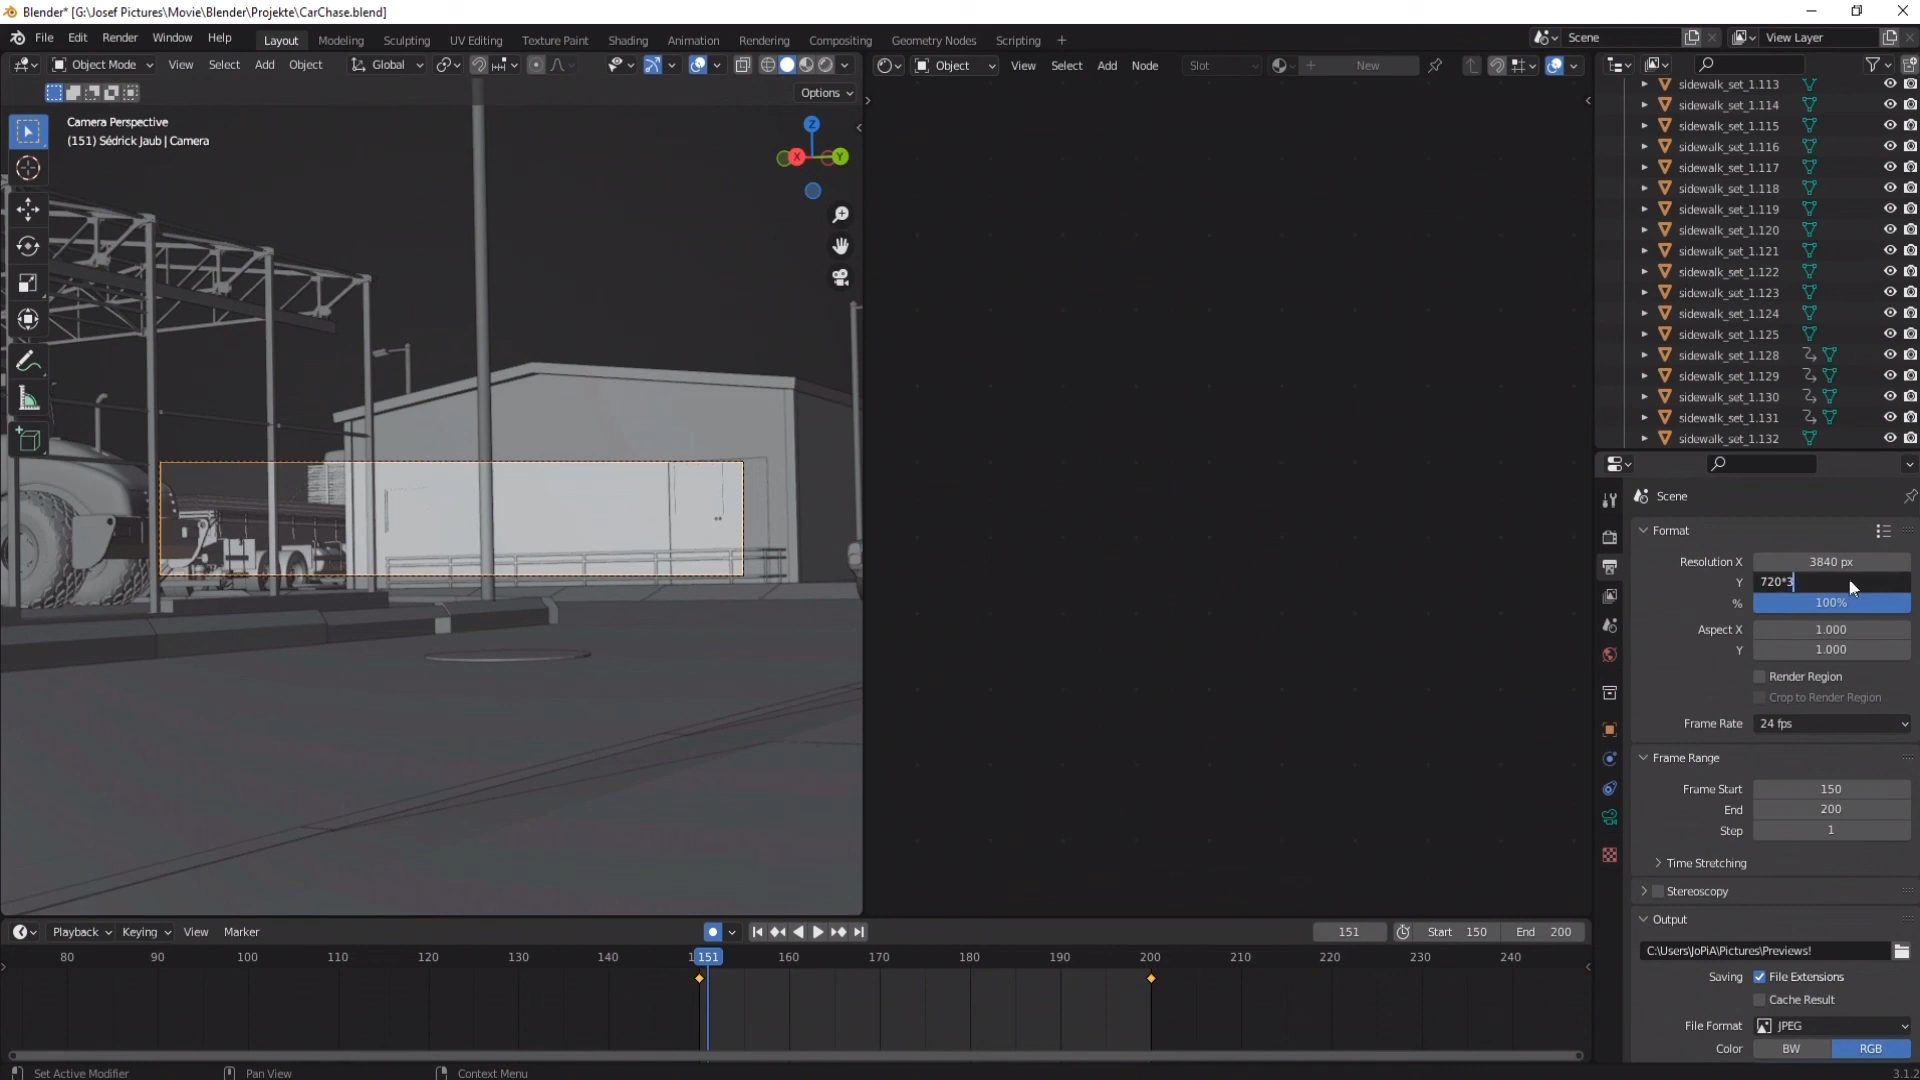 Blender* [G:\Josef Pictures\Movie\Blender\Projekte\CarChase.blend]
File Edit Render Window Help Layout Modeling Sculpting UV Editing Texture Paint Shading Animation Rendering Compositing Geometry Nodes Scripting + Scene View Layer
Object Mode View Select Add Object Global Object View Select Add Node Slot New
Options
Camera Perspective
(151) Sédrick Jaub | Camera
Z
X
Y
sidewalk_set_1.113
sidewalk_set_1.114
sidewalk_set_1.115
sidewalk_set_1.116
sidewalk_set_1.117
sidewalk_set_1.118
sidewalk_set_1.119
sidewalk_set_1.120
sidewalk_set_1.121
sidewalk_set_1.122
sidewalk_set_1.123
sidewalk_set_1.124
sidewalk_set_1.125
sidewalk_set_1.128
sidewalk_set_1.129
sidewalk_set_1.130
sidewalk_set_1.131
sidewalk_set_1.132
Scene
Format
Resolution X 3840 px
Y 720*3
% 100%
Aspect X 1.000
Y 1.000
Render Region
Crop to Render Region
Frame Rate 24 fps
Frame Range
Frame Start 150
End 200
Step 1
Time Stretching
Stereoscopy
Output
C:\Users\JoPiA\Pictures\Previews!
Saving File Extensions
Cache Result
File Format JPEG
Color BW RGB
Playback Keying View Marker 151 Start 150 End 200
80 90 100 110 120 130 140 151 160 170 180 190 200 210 220 230 240
Set Active Modifier Pan View Context Menu 3.1.2